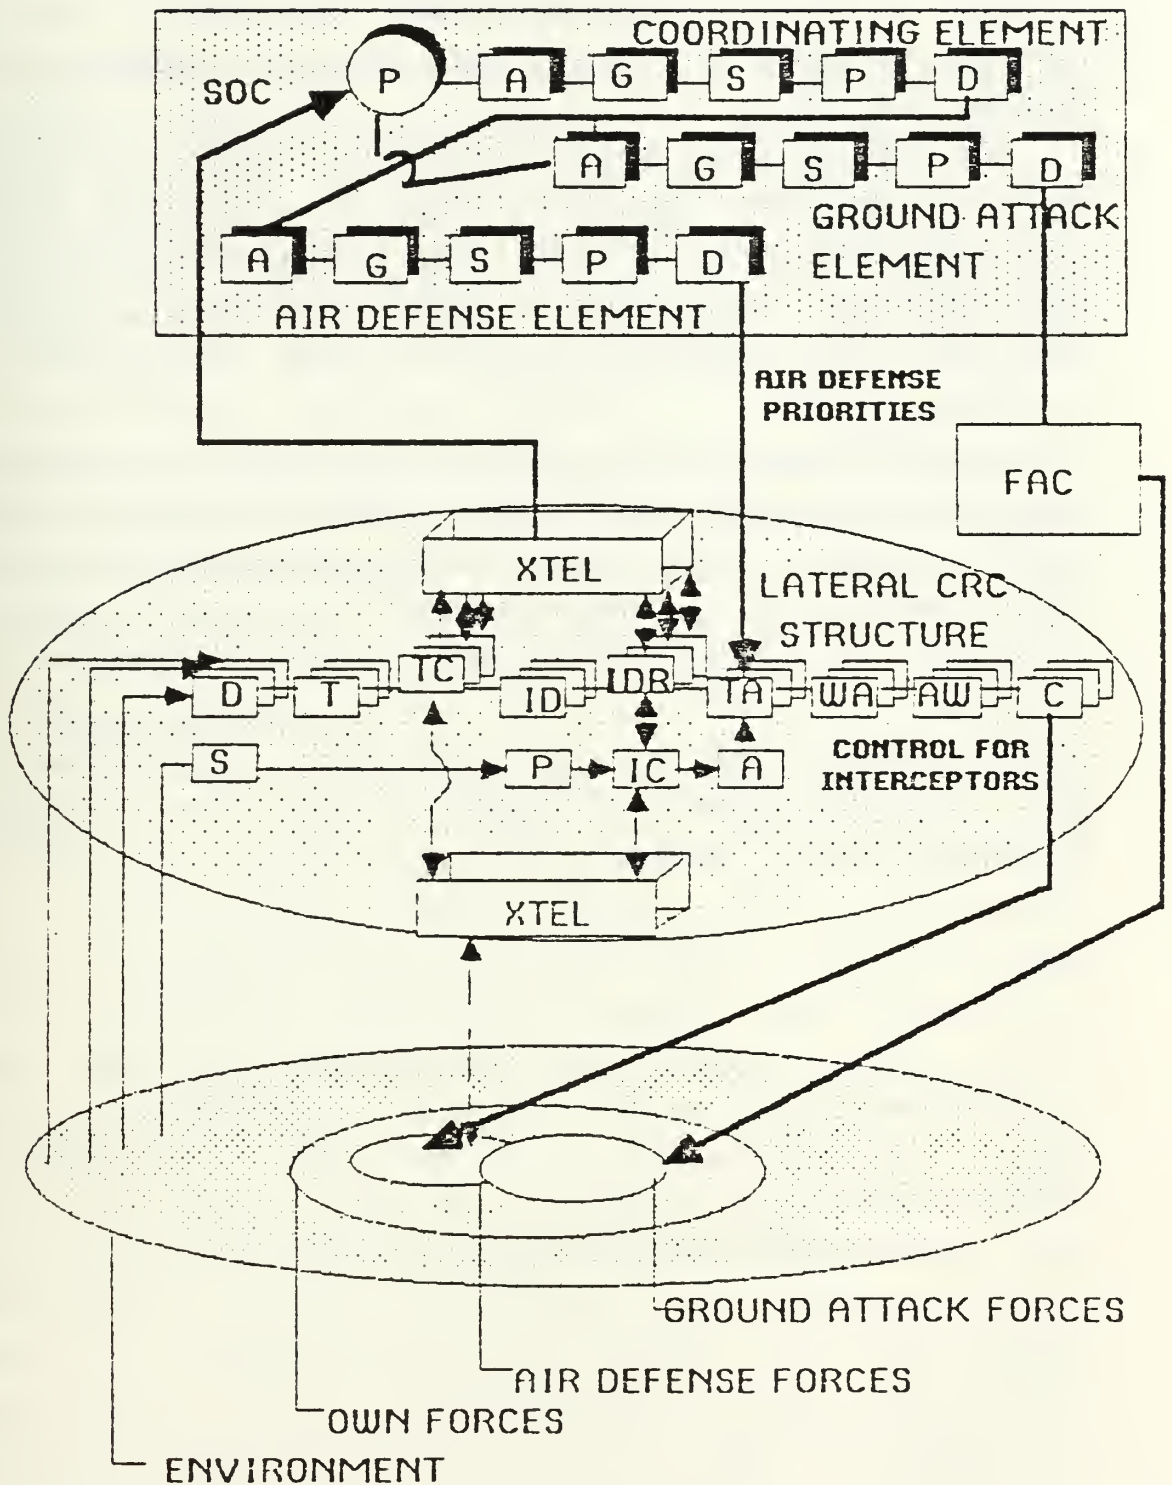 COORDINATING ELEMENT
SOC
P
A
G
S
P
D
A
G
S
P
D
GROUND ATTACK
ELEMENT
A
G
S
P
D
AIR DEFENSE ELEMENT
AIR DEFENSE
PRIORITIES
FAC
XTEL
LATERAL CRC
STRUCTURE
D
T
TC
ID
IDR
TA
WA
AW
C
S
P
IC
A
CONTROL FOR
INTERCEPTORS
XTEL
GROUND ATTACK FORCES
AIR DEFENSE FORCES
OWN FORCES
ENVIRONMENT